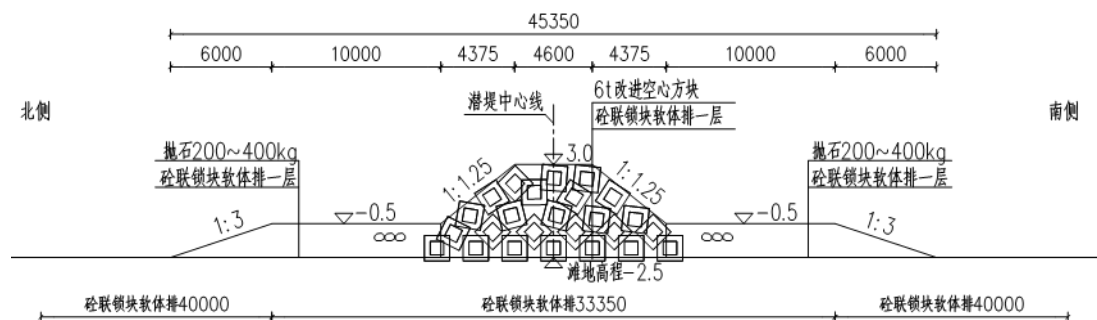 45350
6000 10000 4375 4600 4375 10000 6000
北侧
潜堤中心线
6t改进空心方块
砼联锁块软体排一层
南侧
抛石200~400kg
砼联锁块软体排一层
3.0
抛石200~400kg
砼联锁块软体排一层
1:1.25
1:1.25
1:3
-0.5
-0.5
1:3
滩地高程-2.5
砼联锁块软体排40000
砼联锁块软体排33350
砼联锁块软体排40000